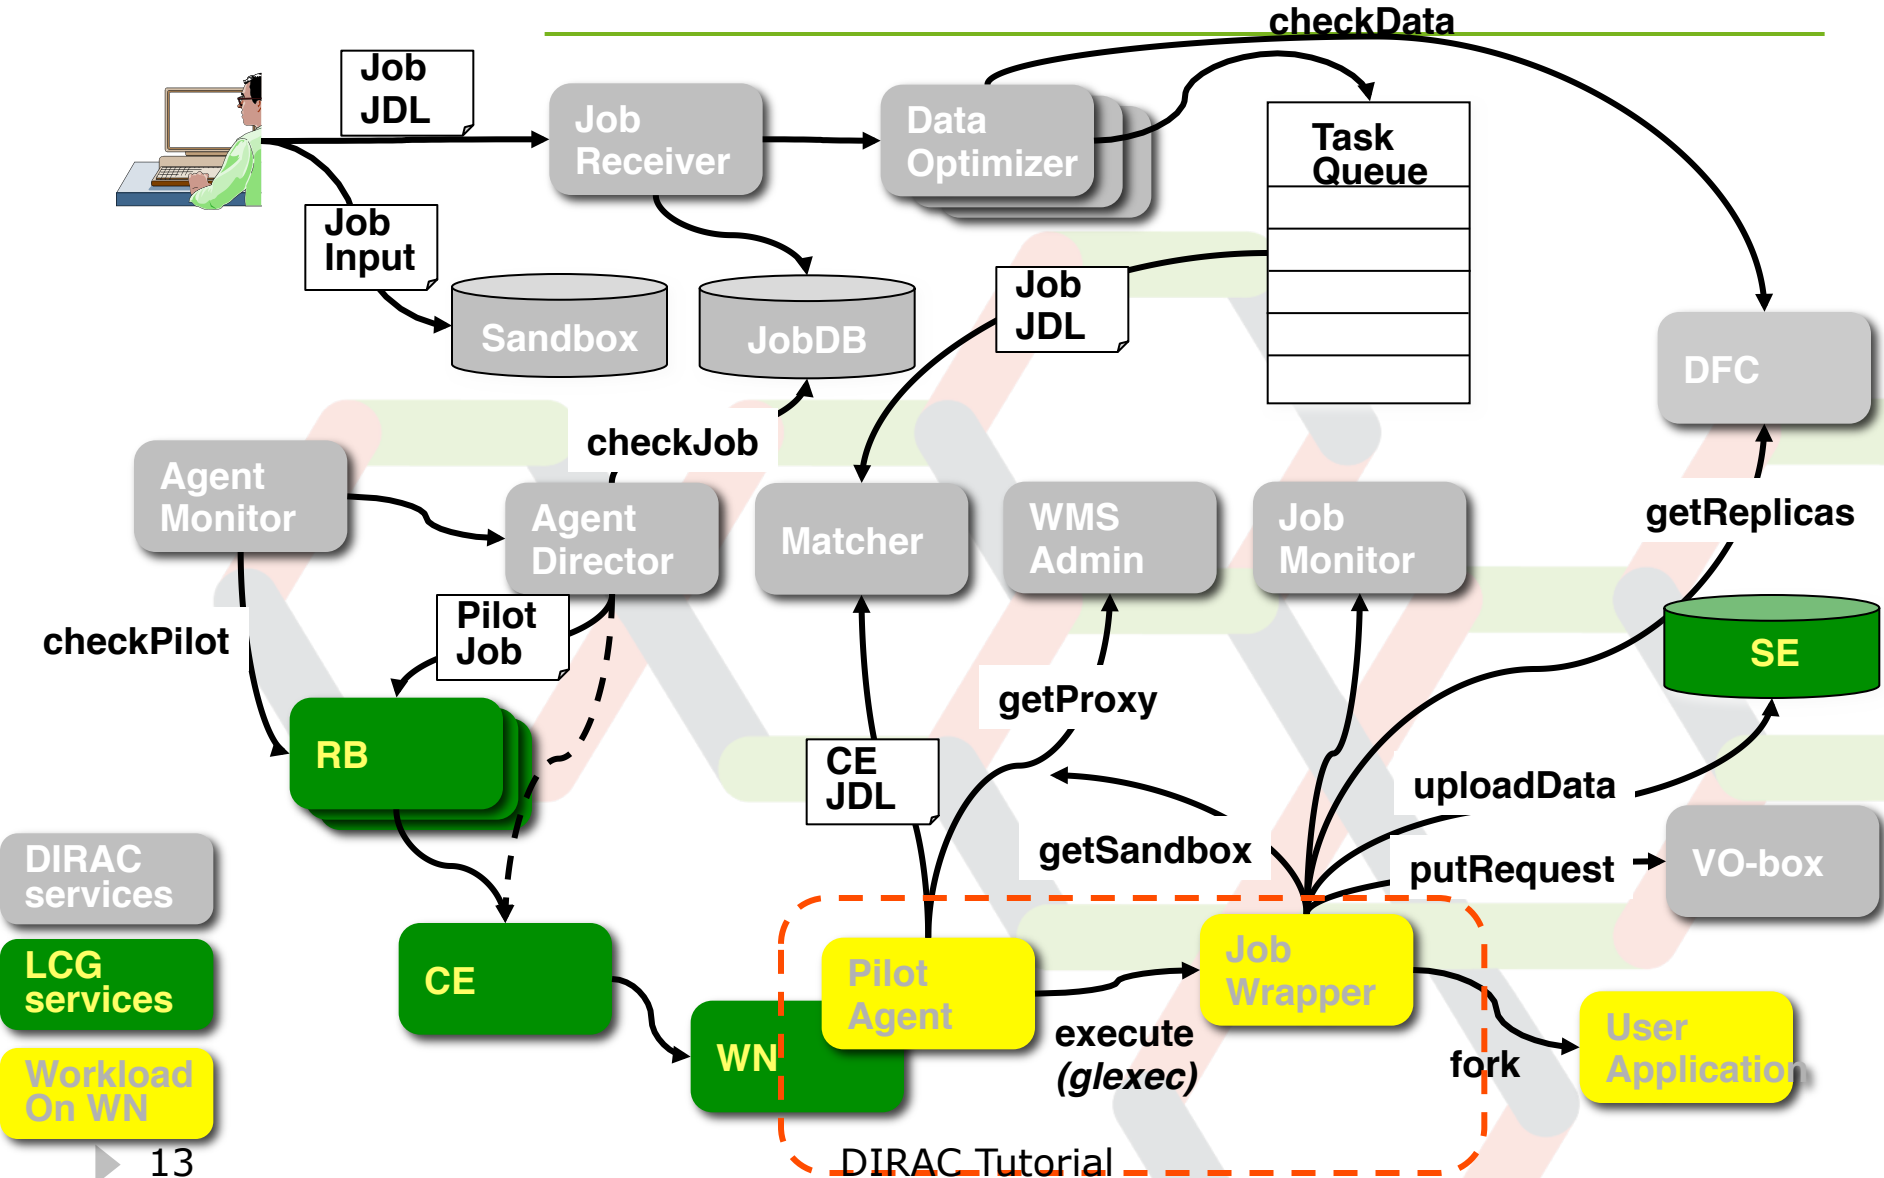 checkData
Job
JDL
Job
Receiver
Data
Optimizer
Task
Queue
Job
Input
Sandbox
JobDB
Job
JDL
DFC
checkJob
Agent
Monitor
Agent
Director
Matcher
WMS
Admin
Job
Monitor
getReplicas
checkPilot
Pilot
Job
SE
getProxy
RB
CE
JDL
uploadData
getSandbox
putRequest
VO-box
DIRAC
services
LCG
services
Workload
On WN
CE
WN
Pilot
Agent
Job
Wrapper
execute
(glexec)
fork
User
Application
13
DIRAC Tutorial